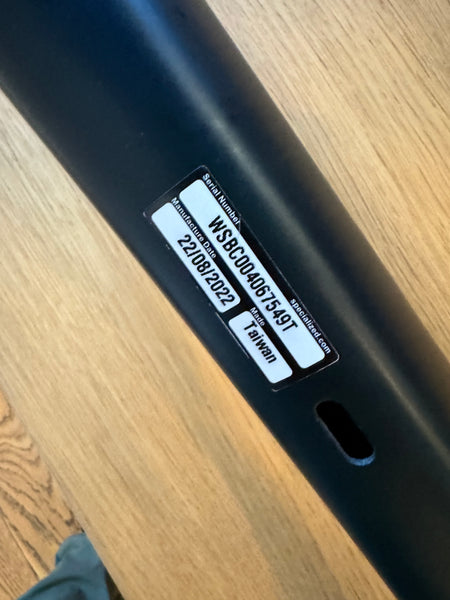 Serial Number
WSBC004067549T
specialized.com
Manufacture Date
22/08/2022
Made
Taiwan